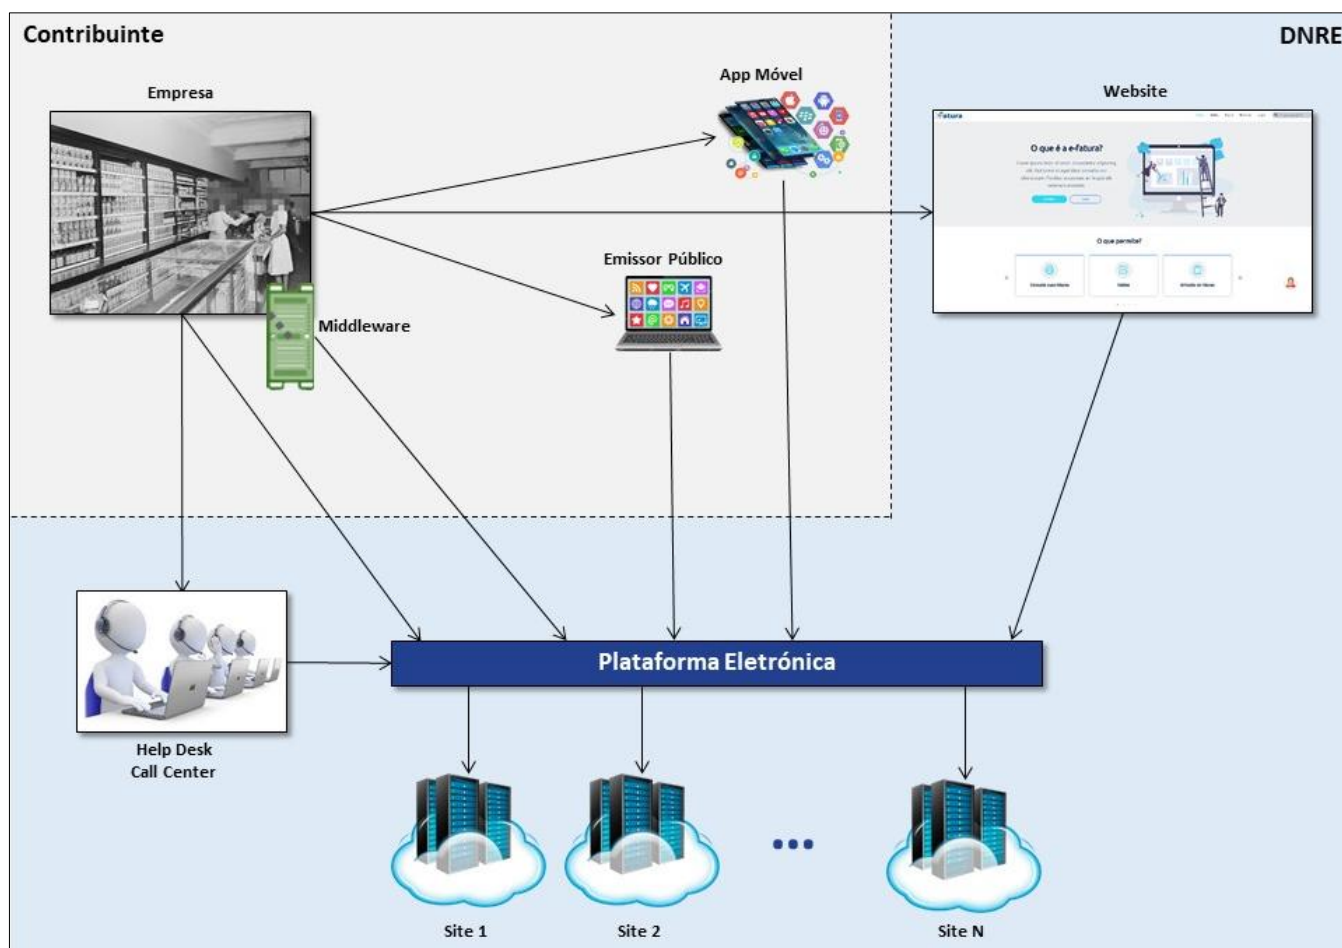 Contribuinte
DNRE
App Móvel
Website
Empresa
O que é a e-fatura?
Emissor Público
O que permite?
Middleware
Plataforma Eletrónica
Help Desk
Call Center
Site 1
Site 2
...
Site N